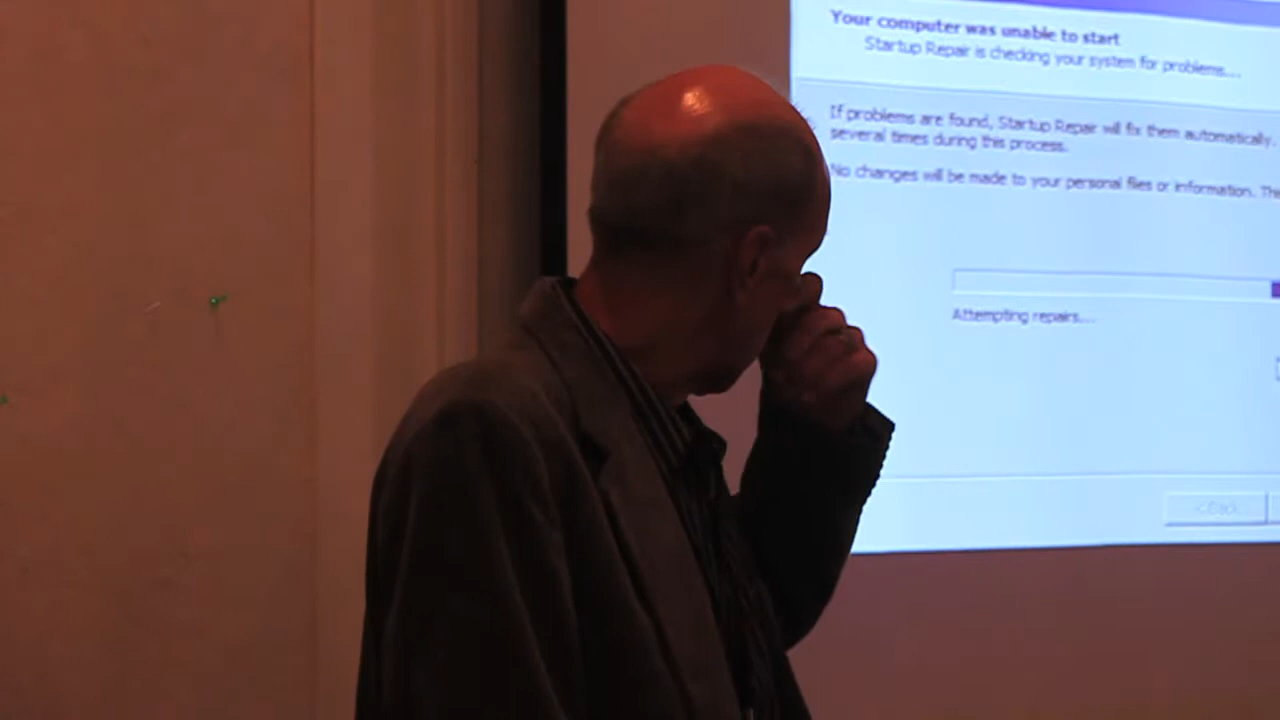 Your computer was unable to start
Startup Repair is checking your system for problems...
If problems are found, Startup Repair will fix them automatically.
several times during this process.
No changes will be made to your personal files or information. Th
Attempting repairs...
< Back